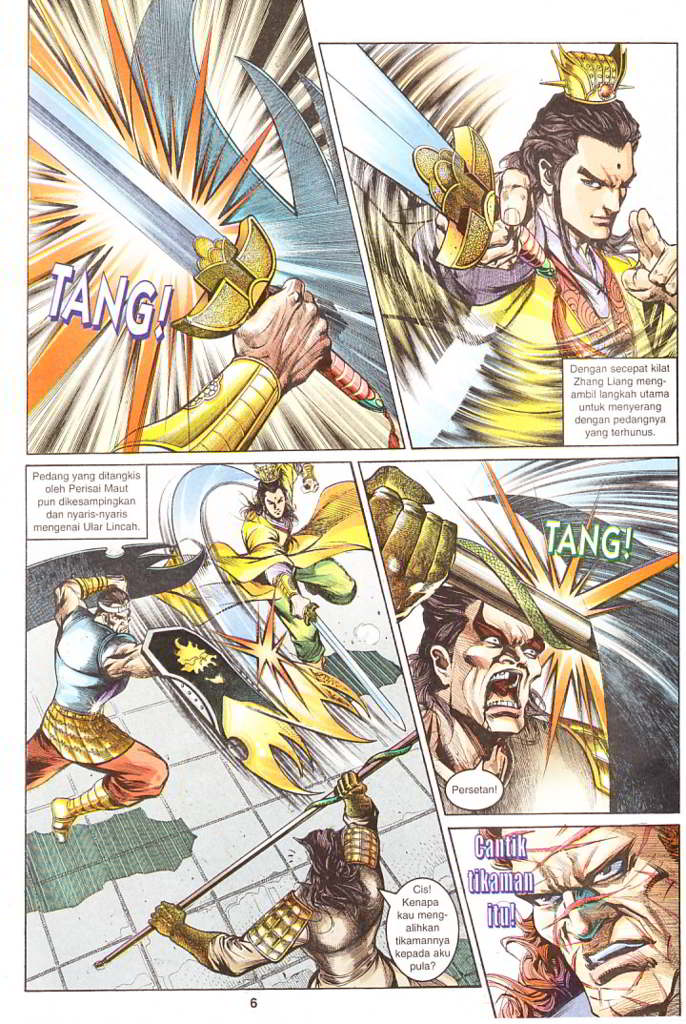 TANG!
Dengan secepat kilat
Zhang Liang meng-
ambil langkah utama
untuk menyerang
dengan pedangnya
yang terhunus.
Pedang yang ditangkis
oleh Perisai Maut
pun dikesampingkan
dan nyaris-nyaris
mengenai Ular Lincah.
TANG!
Persetan!
Cis!
Kenapa
kau meng-
alihkan
tikamannya
kepada aku
pula?
Cantik
tikaman
itu!
6